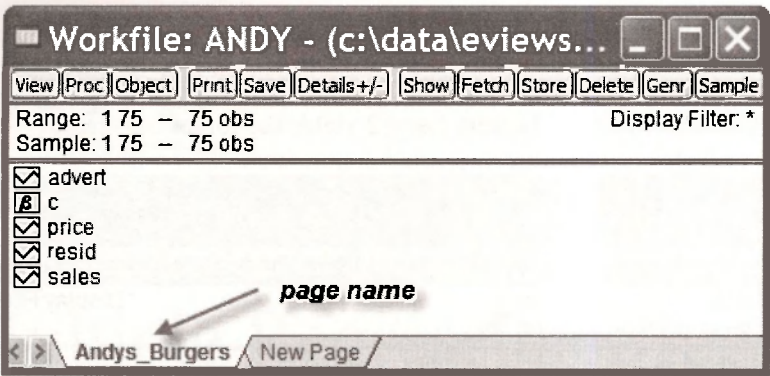 Workfile: ANDY - (c:\data\eviews...
View Proc Object Print Save Details+/- Show Fetch Store Delete Genr Sample
Range: 1 75 – 75 obs Display Filter: *
Sample: 1 75 – 75 obs
advert
β c
price
resid
sales
page name
< > Andys_Burgers New Page